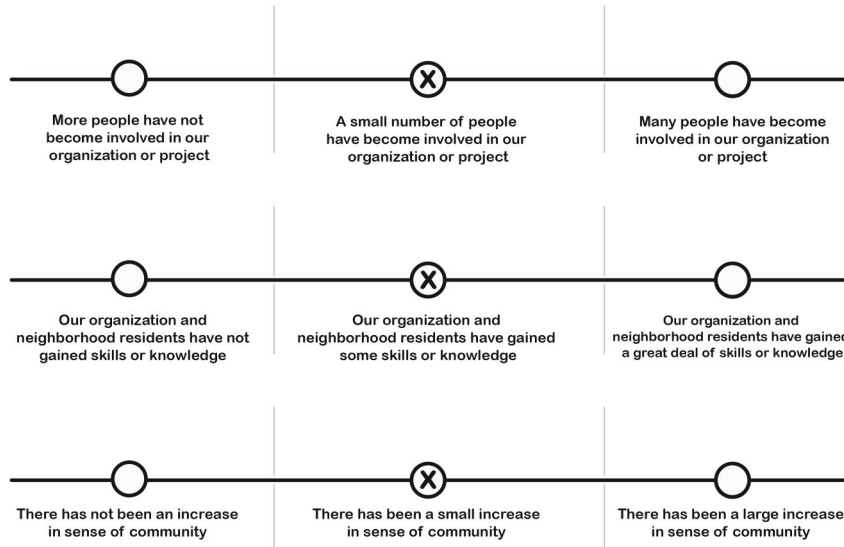 X
More people have not
become involved in our
organization or project
A small number of people
have become involved in our
organization or project
Many people have become
involved in our organization
or project
X
Our organization and
neighborhood residents have not
gained skills or knowledge
Our organization and
neighborhood residents have gained
some skills or knowledge
Our organization and
neighborhood residents have gained
a great deal of skills or knowledge
X
There has not been an increase
in sense of community
There has been a small increase
in sense of community
There has been a large increase
in sense of community